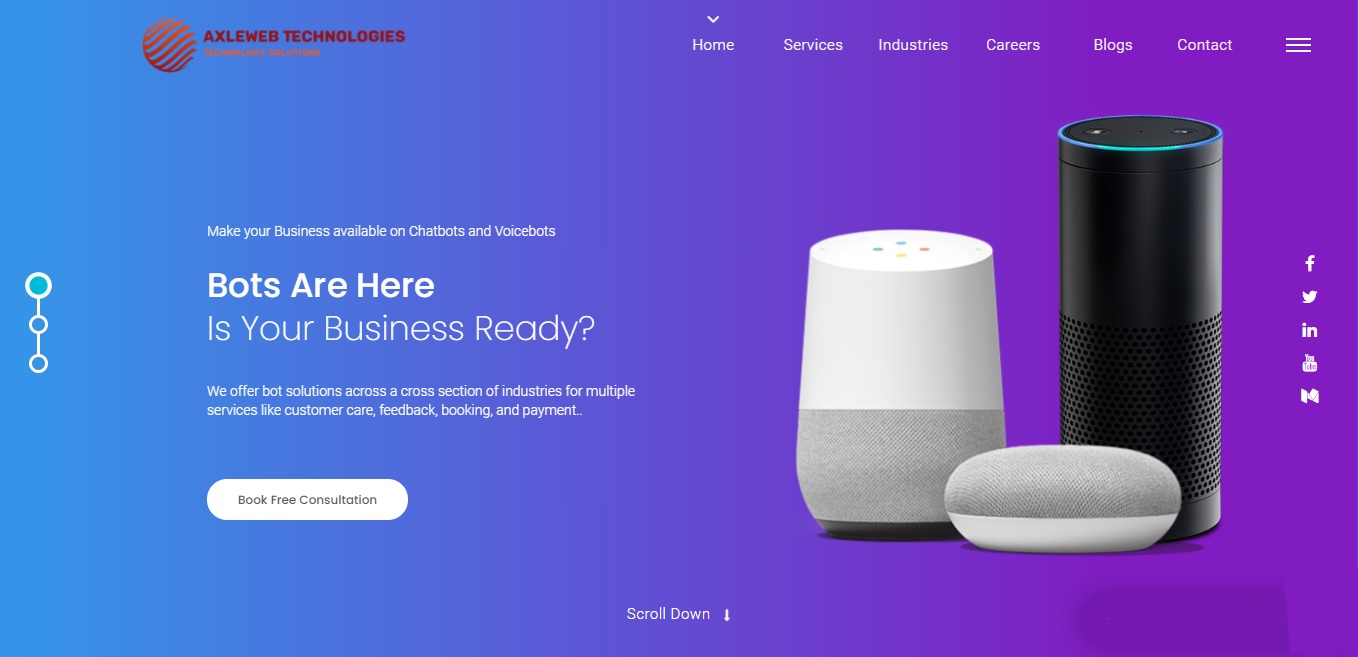 AXLEWEB TECHNOLOGIES
TECHNOLOGY SOLUTIONS
Home Services Industries Careers Blogs Contact
Make your Business available on Chatbots and Voicebots
Bots Are Here
Is Your Business Ready?
We offer bot solutions across a cross section of industries for multiple
services like customer care, feedback, booking, and payment..
Book Free Consultation
You
Tube
Scroll Down